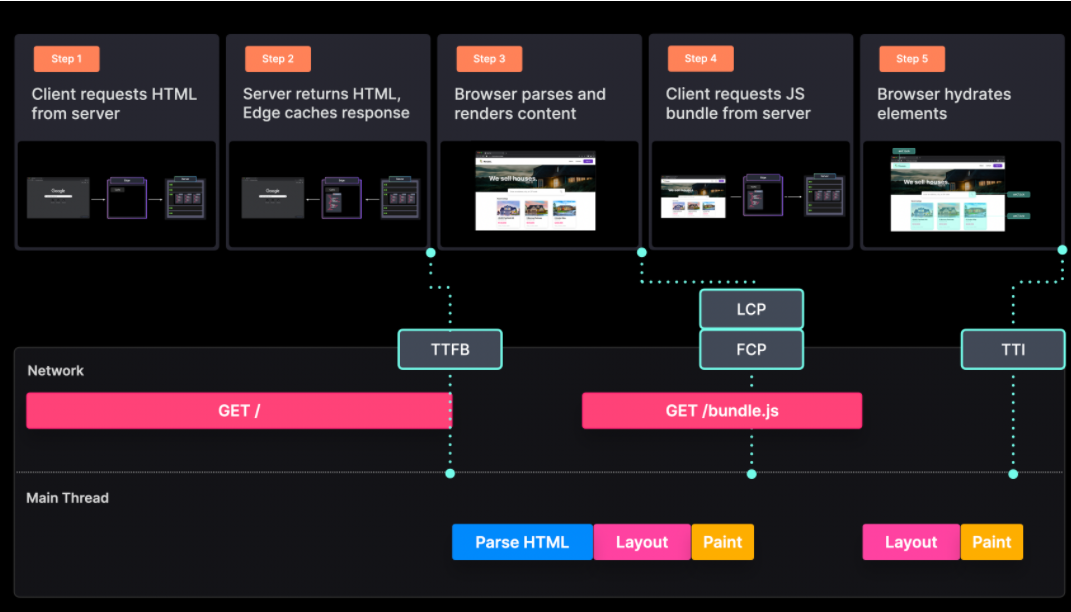 Step 1
Client requests HTML
from server
Step 2
Server returns HTML,
Edge caches response
Step 3
Browser parses and
renders content
Step 4
Client requests JS
bundle from server
Step 5
Browser hydrates
elements
Google
Google
We sell houses.
We sell houses.
LCP
TTFB
FCP
TTI
Network
GET /
GET /bundle.js
Main Thread
Parse HTML
Layout
Paint
Layout
Paint